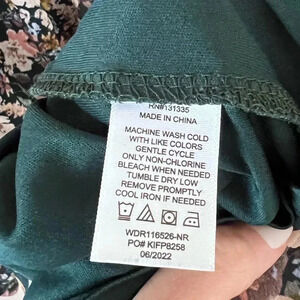 RN#131335
MADE IN CHINA
MACHINE WASH COLD
WITH LIKE COLORS
GENTLE CYCLE
ONLY NON-CHLORINE
BLEACH WHEN NEEDED
TUMBLE DRY LOW
REMOVE PROMPTLY
COOL IRON IF NEEDED
WDR116526-NR
PO# KIFP8258
06/2022